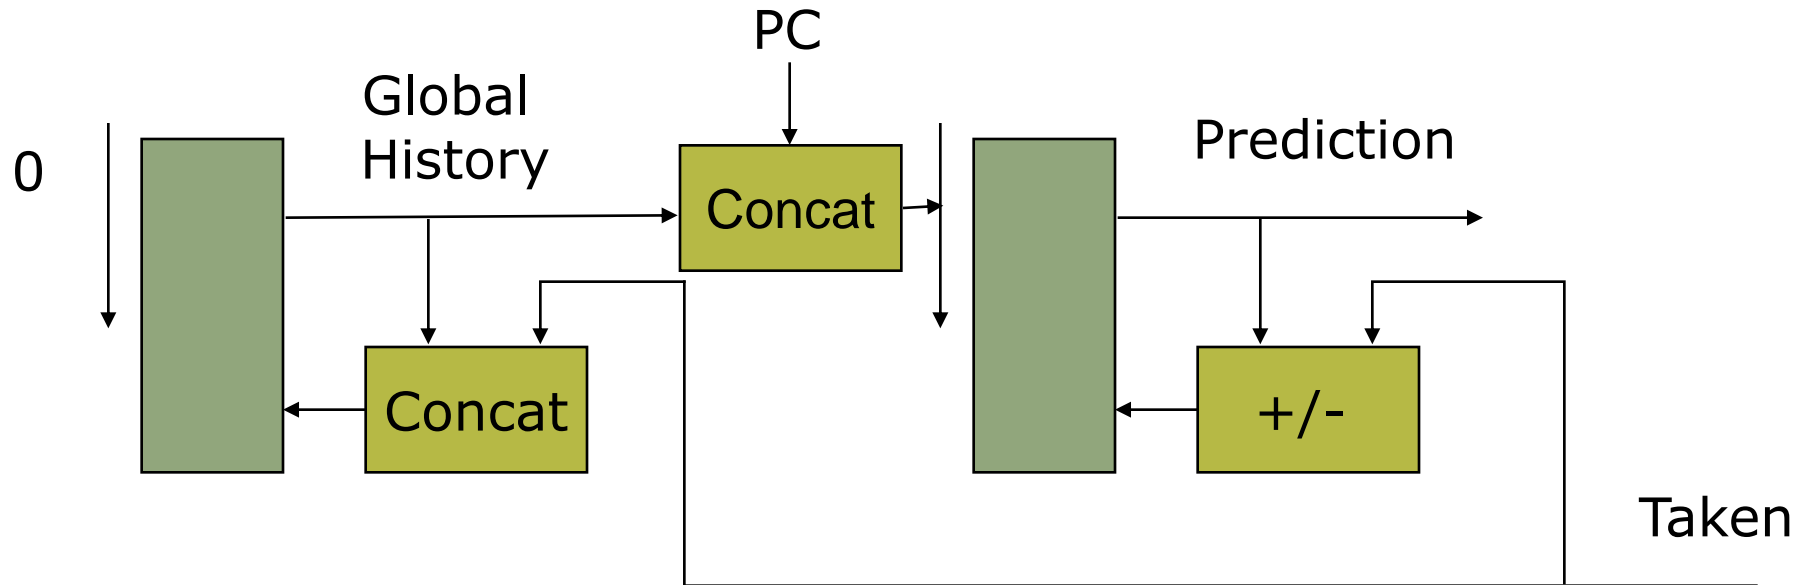 PC
Global
History
0
Concat
Prediction
Concat
+/-
Taken